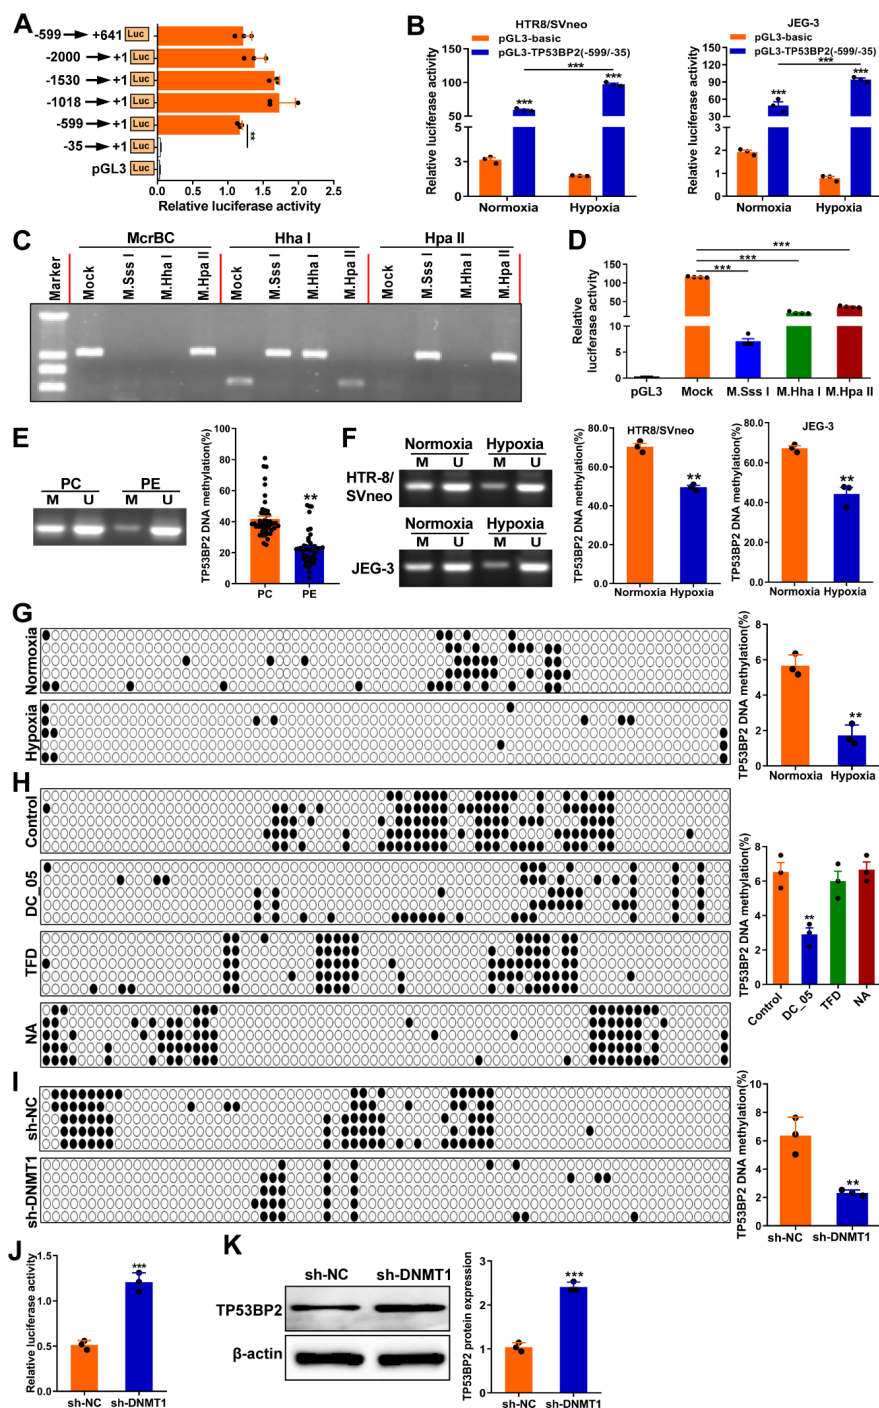 A
-599 +641 Luc
-2000 +1 Luc
-1530 +1 Luc
-1018 +1 Luc
-599 +1 Luc
**
-35 +1 Luc
pGL3 Luc
0.0 0.5 1.0 1.5 2.0 2.5
Relative luciferase activity
B
HTR8/SVneo
pGL3-basic
pGL3-TP53BP2(-599/-35)
***
***
***
Relative luciferase activity
150
100
50
5
3
0
Normoxia Hypoxia
JEG-3
pGL3-basic
pGL3-TP53BP2(-599/-35)
***
***
***
Relative luciferase activity
120
90
60
30
4
3
2
1
0
Normoxia Hypoxia
C
McrBC Hha I Hpa II
Marker Mock M.Sss I M.Hha I M.Hpa II Mock M.Sss I M.Hha I M.Hpa II Mock M.Sss I M.Hha I M.Hpa II
D
***
***
***
Relative
luciferase activity
150
100
50
10
5
0
pGL3 Mock M.Sss I M.Hha I M.Hpa II
E
PC PE
M U M U
TP53BP2 DNA methylation(%)
100
80
60
40
20
0
**
PC PE
F
Normoxia Hypoxia
M U M U
HTR-8/
SVneo
Normoxia Hypoxia
M U M U
JEG-3
HTR8/SVneo
TP53BP2 DNA methylation(%)
80.0
60.0
40.0
20.0
0.0
**
Normoxia Hypoxia
JEG-3
TP53BP2 DNA methylation(%)
80.0
60.0
40.0
20.0
0.0
**
Normoxia Hypoxia
G
Normoxia
Hypoxia
TP53BP2 DNA methylation(%)
8
6
4
2
0
**
Normoxia Hypoxia
H
Control
DC_05
TFD
NA
TP53BP2 DNA methylation(%)
8
6
4
2
0
**
Control DC_05 TFD NA
I
sh-NC
sh-DNMT1
TP53BP2 DNA methylation(%)
10
8
6
4
2
0
**
sh-NC sh-DNMT1
J
Relative luciferase activity
1.5
1.0
0.5
0.0
***
sh-NC sh-DNMT1
K
sh-NC sh-DNMT1
TP53BP2
β-actin
TP53BP2 protein expression
3
2
1
0
***
sh-NC sh-DNMT1